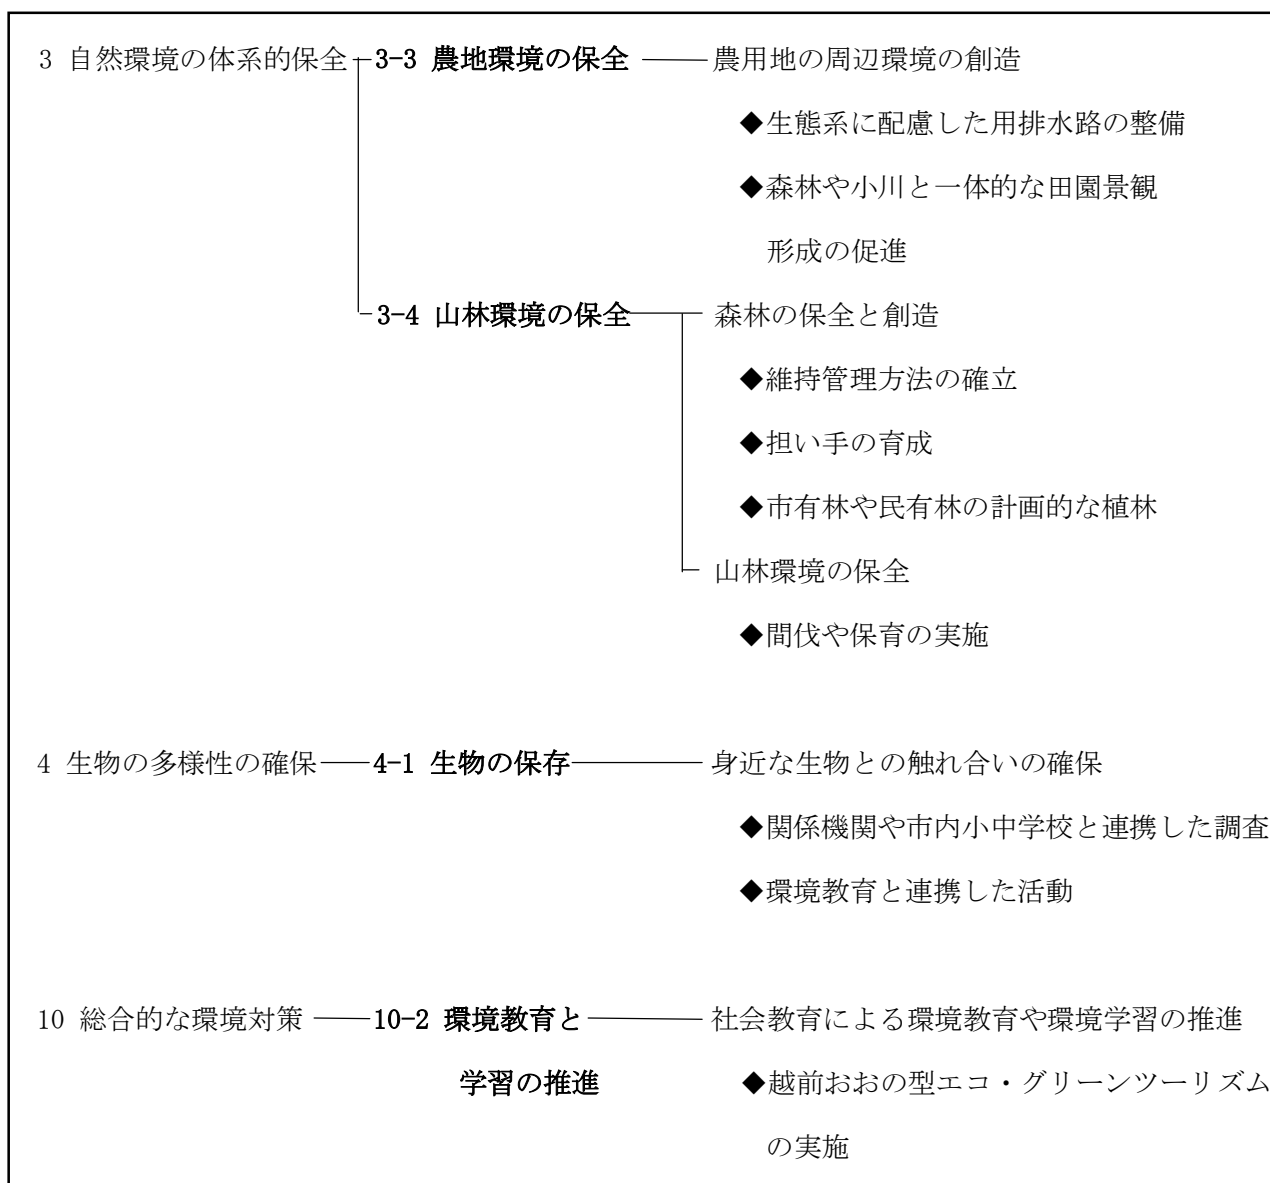 3 自然環境の体系的保全 3-3 農地環境の保全 農用地の周辺環境の創造
◆生態系に配慮した用排水路の整備
◆森林や小川と一体的な田園景観
形成の促進
3-4 山林環境の保全 森林の保全と創造
◆維持管理方法の確立
◆担い手の育成
◆市有林や民有林の計画的な植林
山林環境の保全
◆間伐や保育の実施
4 生物の多様性の確保 4-1 生物の保存 身近な生物との触れ合いの確保
◆関係機関や市内小中学校と連携した調査
◆環境教育と連携した活動
10 総合的な環境対策 10-2 環境教育と 社会教育による環境教育や環境学習の推進
学習の推進 ◆越前おおの型エコ・グリーンツーリズム
の実施